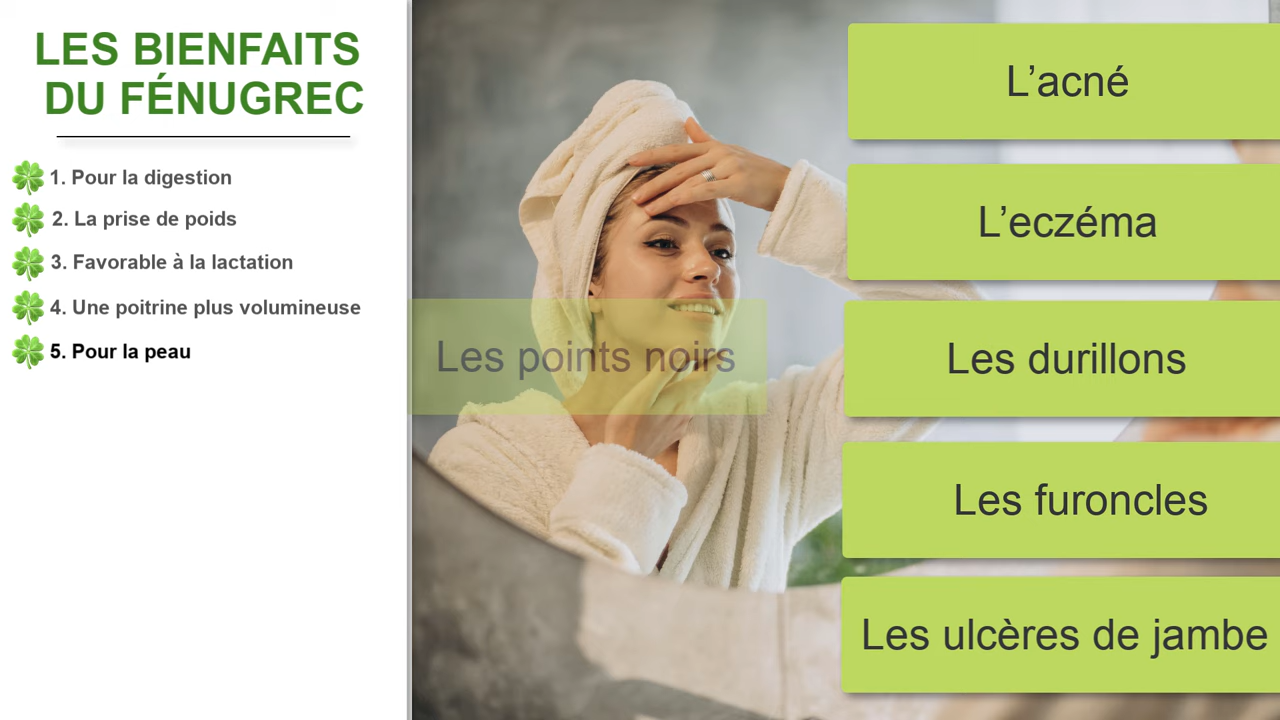 LES BIENFAITS
DU FÉNUGREC
1. Pour la digestion
2. La prise de poids
3. Favorable à la lactation
4. Une poitrine plus volumineuse
5. Pour la peau
L’acné
L’eczéma
Les points noirs
Les durillons
Les furoncles
Les ulcères de jambe